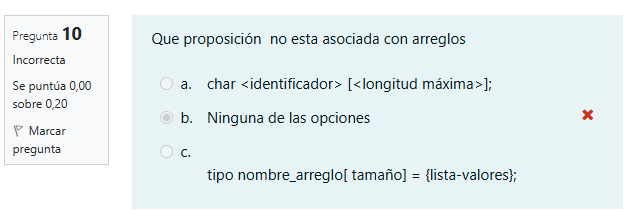 Pregunta 10
Incorrecta
Se puntúa 0,00
sobre 0,20
Marcar
pregunta
Que proposición no esta asociada con arreglos
a. char <identificador> [<longitud máxima>];
b. Ninguna de las opciones
c.
tipo nombre_arreglo[ tamaño] = {lista-valores};